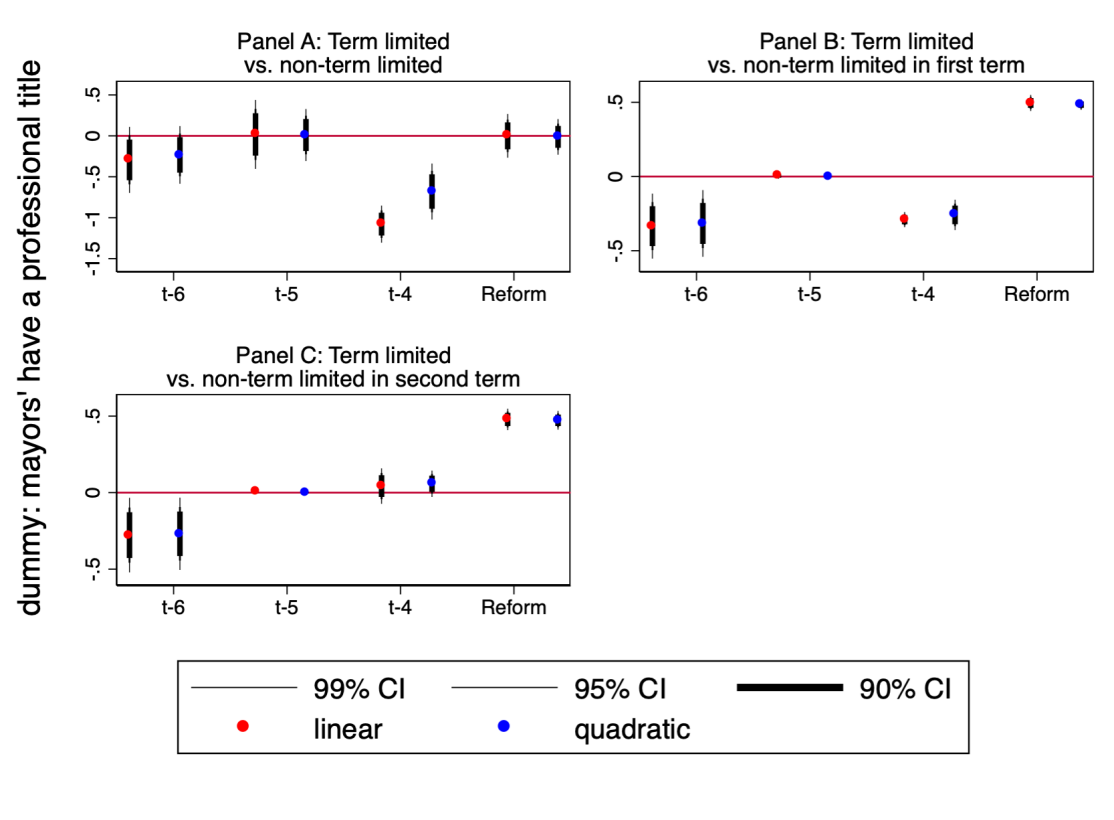 dummy: mayors' have a professional title
Panel A: Term limited
vs. non-term limited
.5
0
-.5
-1
-1.5
t-6 t-5 t-4 Reform
Panel B: Term limited
vs. non-term limited in first term
.5
0
-.5
t-6 t-5 t-4 Reform
Panel C: Term limited
vs. non-term limited in second term
.5
0
-.5
t-6 t-5 t-4 Reform
99% CI 95% CI 90% CI
linear quadratic